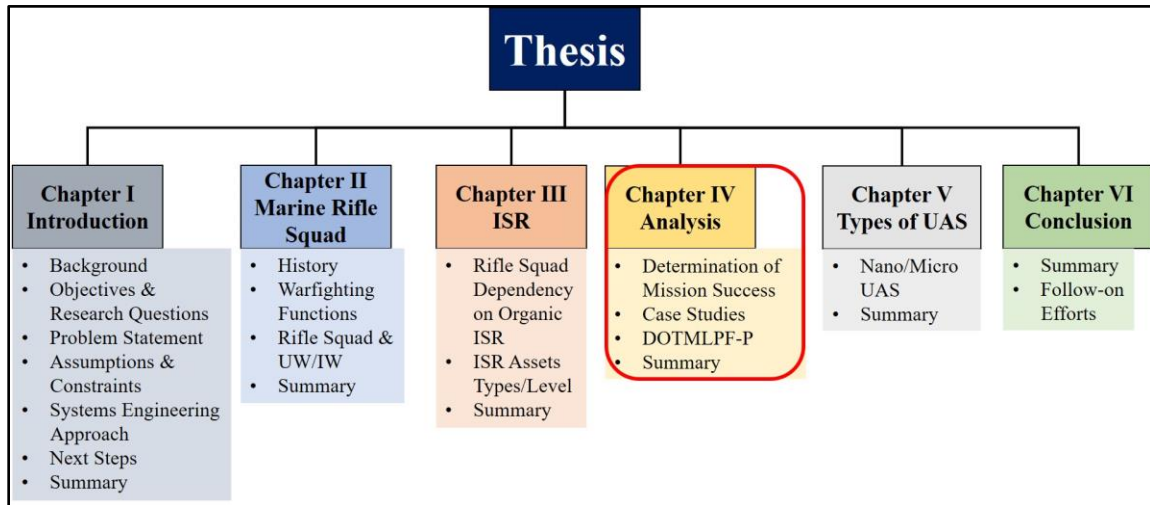 Thesis
Chapter I
Introduction
• Background
• Objectives &
Research Questions
• Problem Statement
• Assumptions &
Constraints
• Systems Engineering
Approach
• Next Steps
• Summary
Chapter II
Marine Rifle
Squad
• History
• Warfighting
Functions
• Rifle Squad &
UW/IW
• Summary
Chapter III
ISR
• Rifle Squad
Dependency
on Organic
ISR
• ISR Assets
Types/Level
• Summary
Chapter IV
Analysis
• Determination of
Mission Success
• Case Studies
• DOTMLPF-P
• Summary
Chapter V
Types of UAS
• Nano/Micro
UAS
• Summary
Chapter VI
Conclusion
• Summary
• Follow-on
Efforts